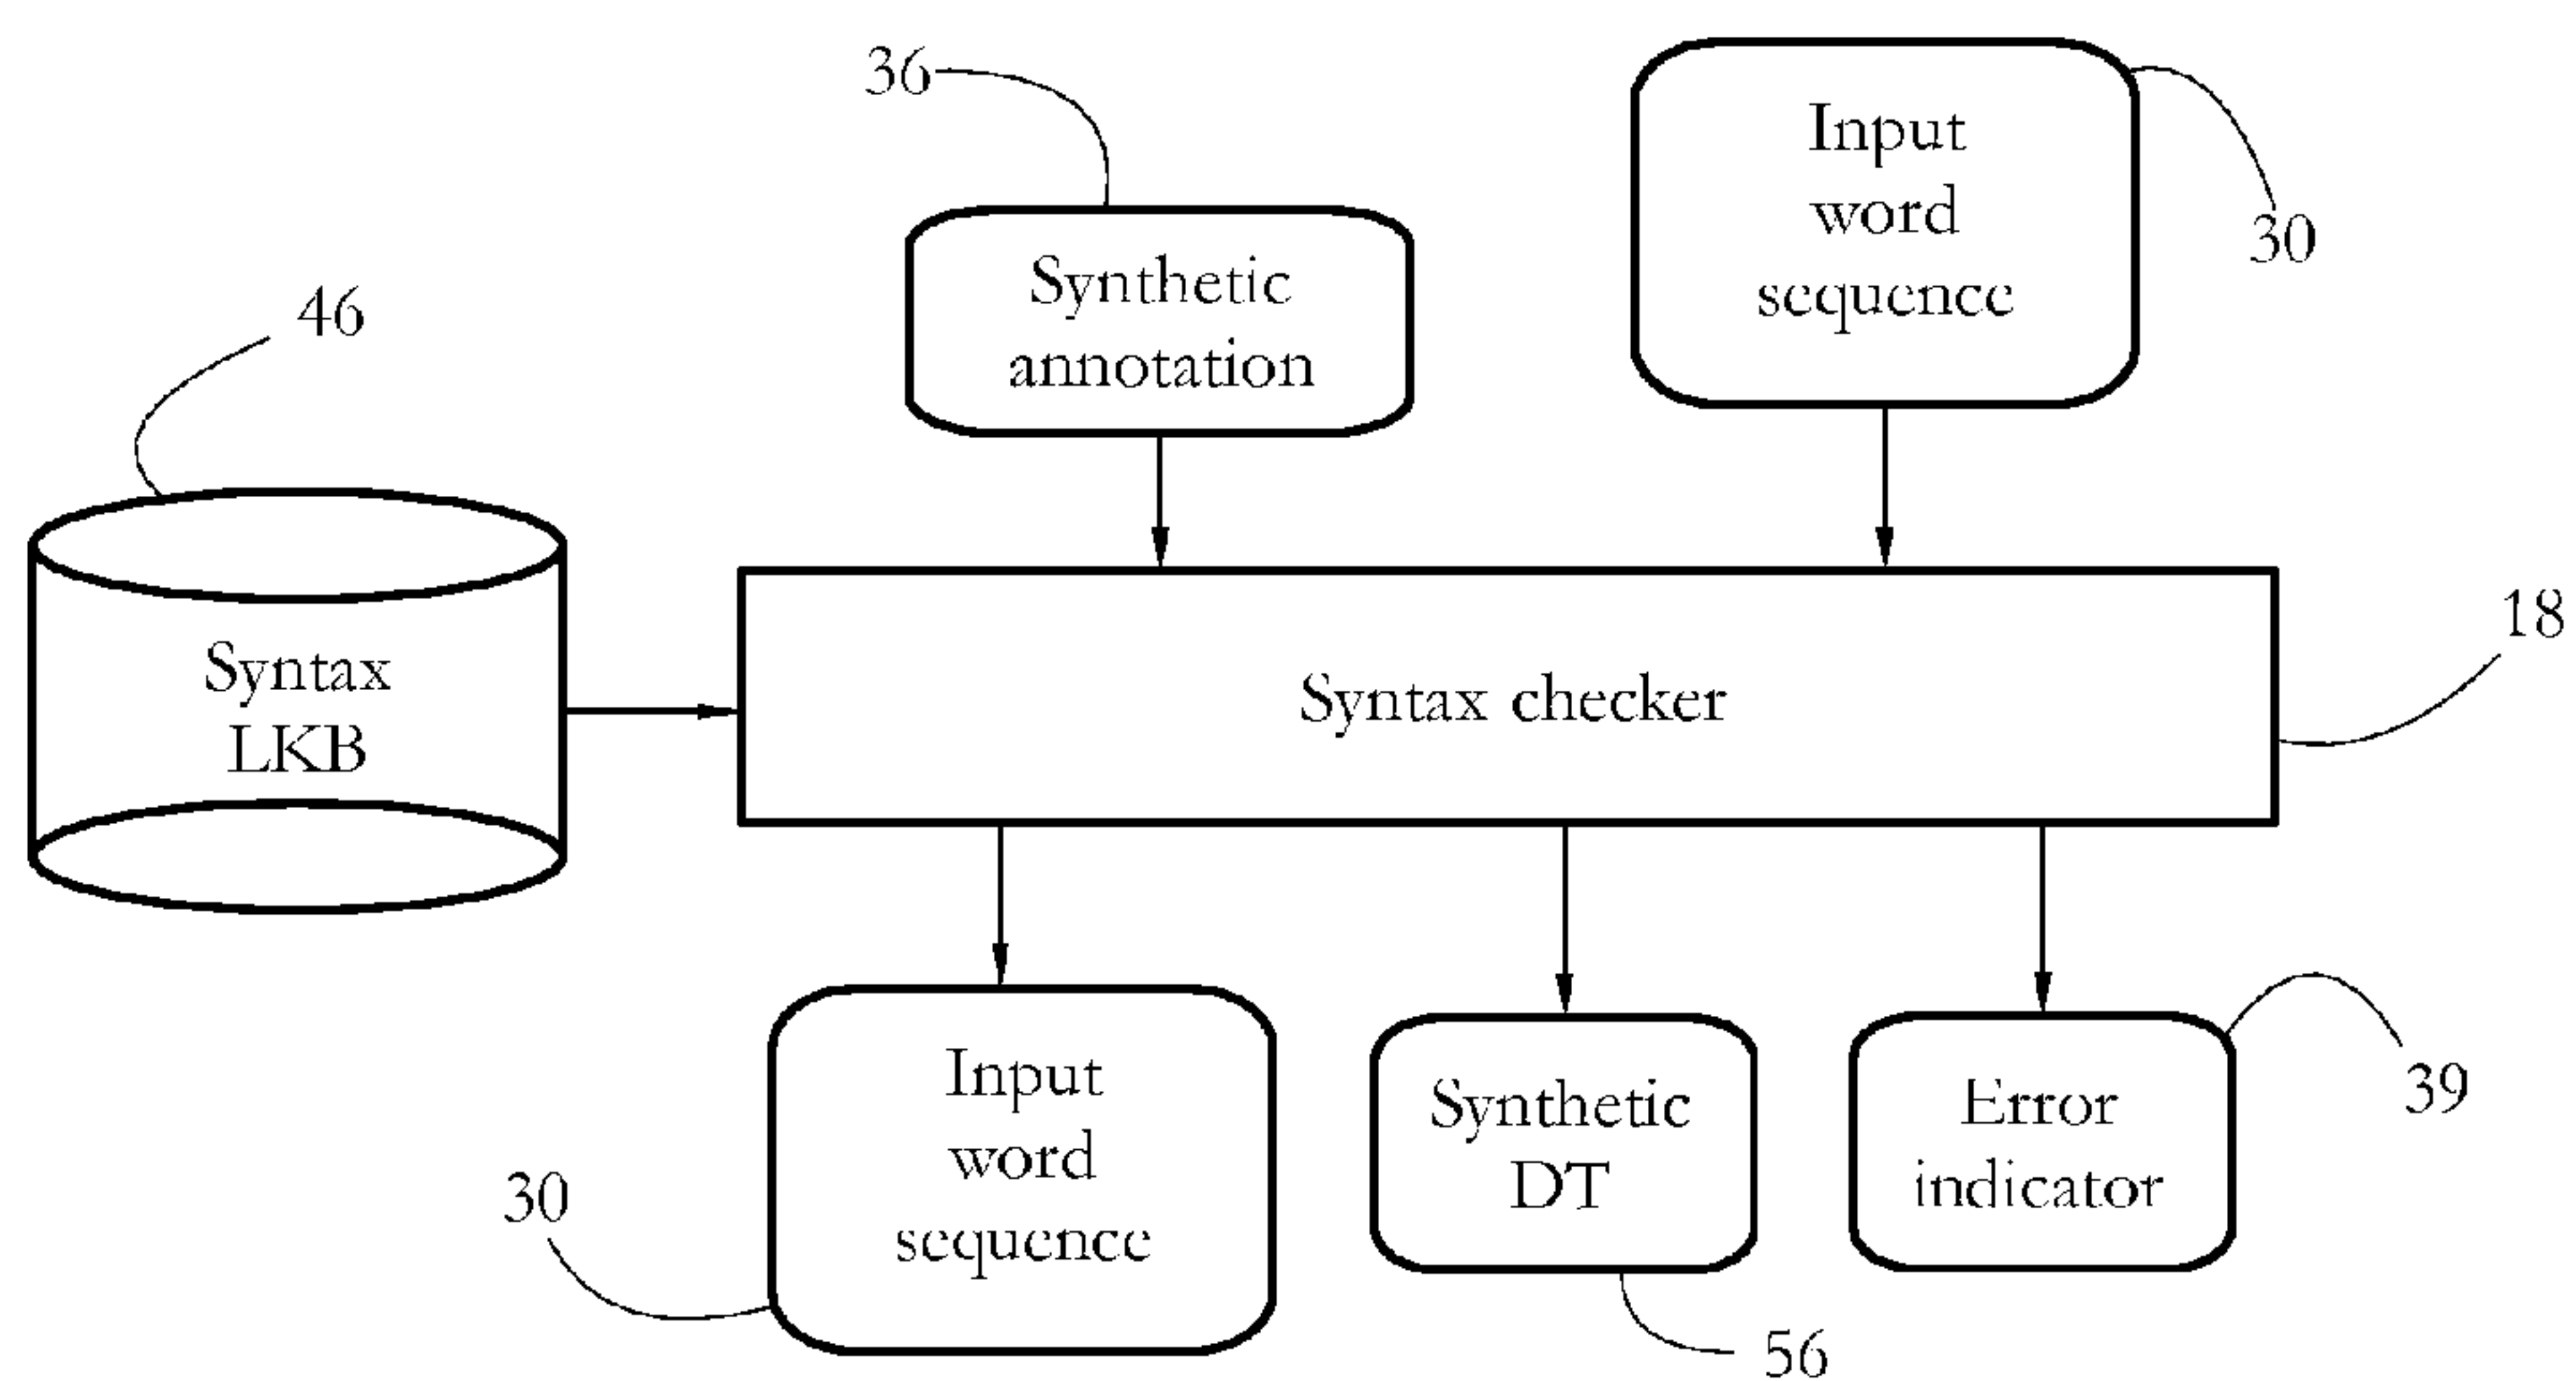 36
Input
word
sequence
30
Synthetic
annotation
46
18
Syntax
LKB
Syntax checker
Input
word
sequence
30
Synthetic
DT
56
Error
indicator
39